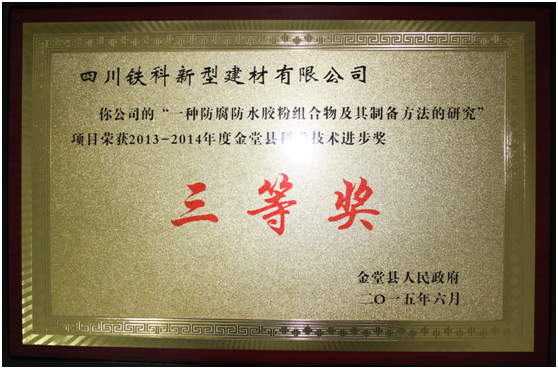 四川铁科新型建材有限公司
你公司的“一种防腐防水胶粉组合物及其制备方法的研究”
项目荣获2013-2014年度金堂县科学技术进步奖
三等奖
金堂县人民政府
二〇一五年六月